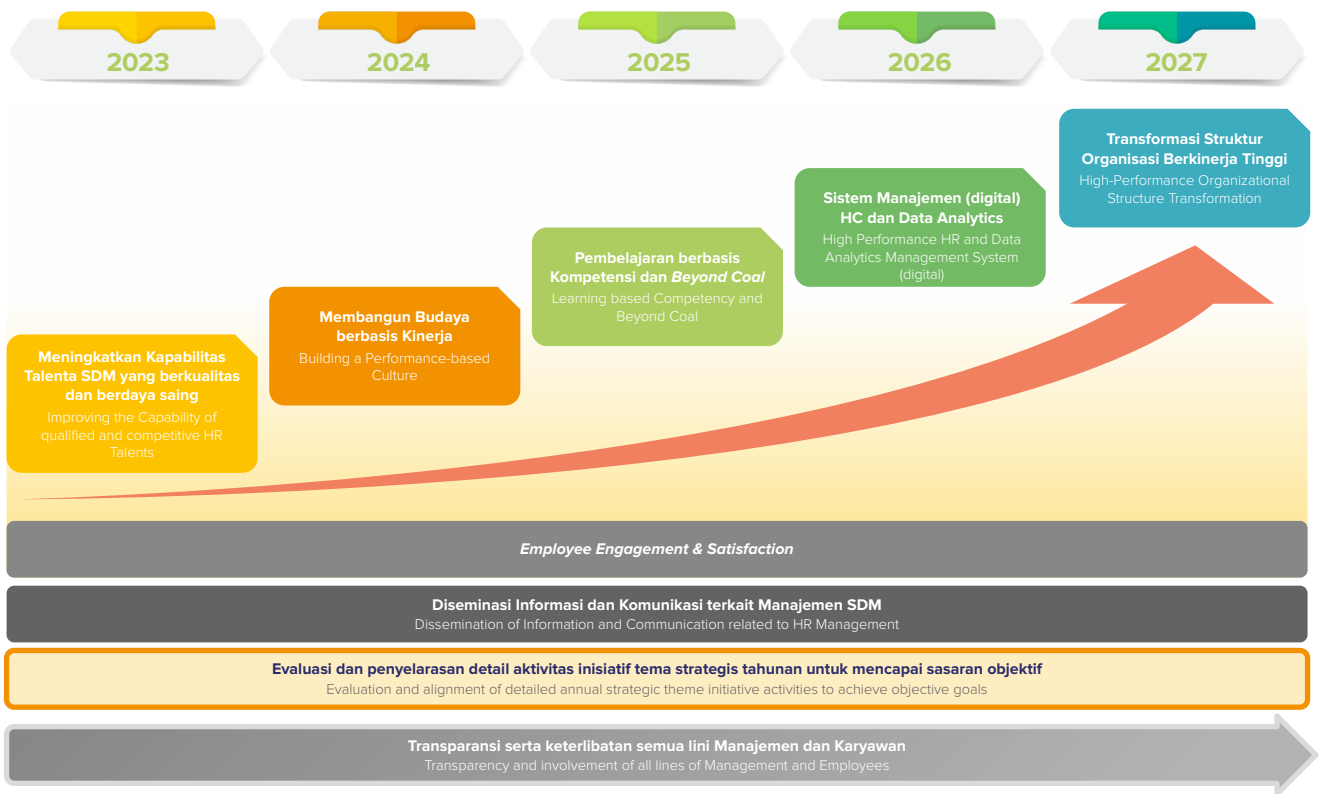 2023
2024
2025
2026
2027
Transformasi Struktur
Organisasi Berkinerja Tinggi
High-Performance Organizational
Structure Transformation
Sistem Manajemen (digital)
HC dan Data Analytics
High Performance HR and Data
Analytics Management System
(digital)
Pembelajaran berbasis
Kompetensi dan Beyond Coal
Learning based Competency and
Beyond Coal
Membangun Budaya
berbasis Kinerja
Building a Performance-based
Culture
Meningkatkan Kapabilitas
Talenta SDM yang berkualitas
dan berdaya saing
Improving the Capability of
qualified and competitive HR
Talents
Employee Engagement & Satisfaction
Diseminasi Informasi dan Komunikasi terkait Manajemen SDM
Dissemination of Information and Communication related to HR Management
Evaluasi dan penyelarasan detail aktivitas inisiatif tema strategis tahunan untuk mencapai sasaran objektif
Evaluation and alignment of detailed annual strategic theme initiative activities to achieve objective goals
Transparansi serta keterlibatan semua lini Manajemen dan Karyawan
Transparency and involvement of all lines of Management and Employees